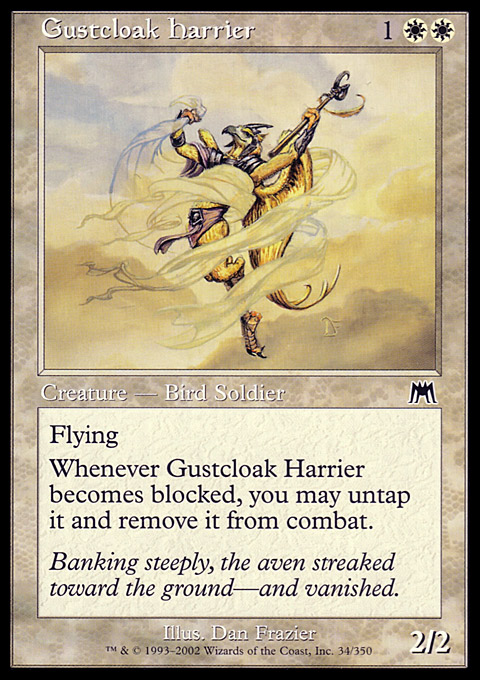 Gustcloak Harrier 1
Creature — Bird Soldier
Flying
Whenever Gustcloak Harrier
becomes blocked, you may untap
it and remove it from combat.
Banking steeply, the aven streaked
toward the ground—and vanished.
Illus. Dan Frazier
2/2
™ & © 1993–2002 Wizards of the Coast, Inc. 34/350